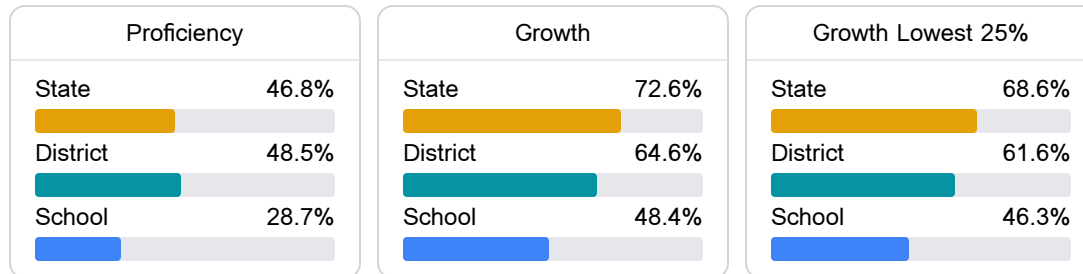 Proficiency
State 46.8%
District 48.5%
School 28.7%
Growth
State 72.6%
District 64.6%
School 48.4%
Growth Lowest 25%
State 68.6%
District 61.6%
School 46.3%